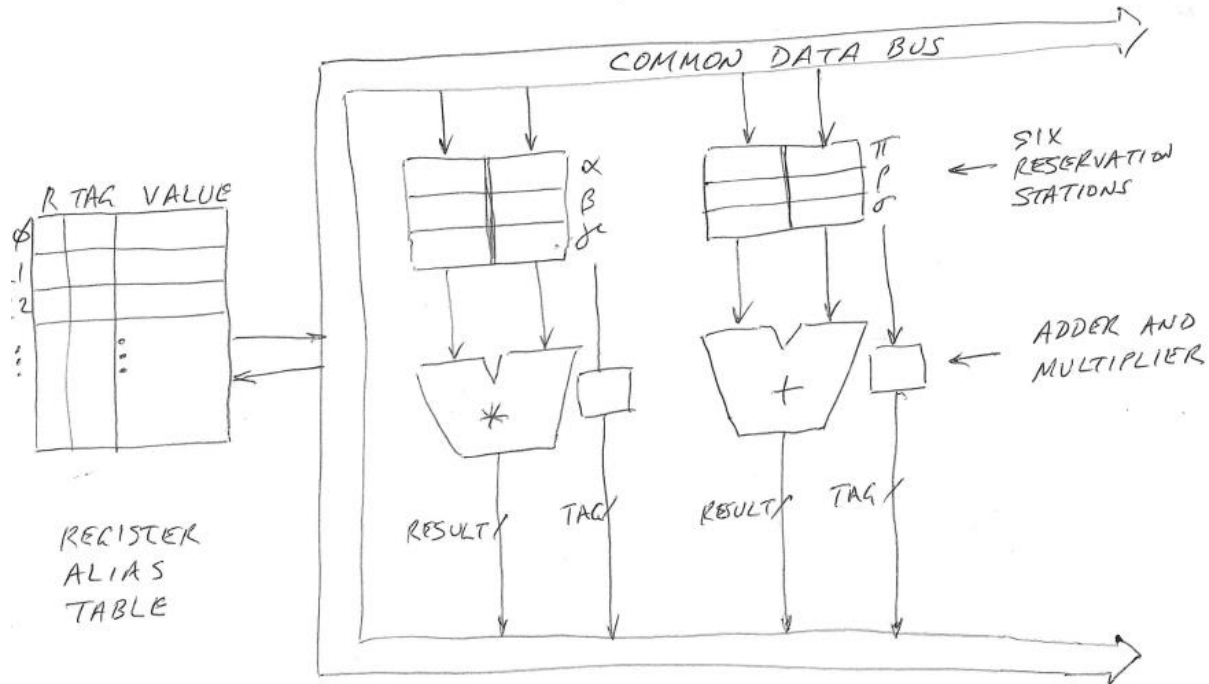 COMMON DATA BUS
R TAG VALUE
0
1
2
α
β
γ
π
ρ
σ
SIX
RESERVATION
STATIONS
*
+
ADDER AND
MULTIPLIER
RESULT
TAG
RESULT
TAG
REGISTER
ALIAS
TABLE